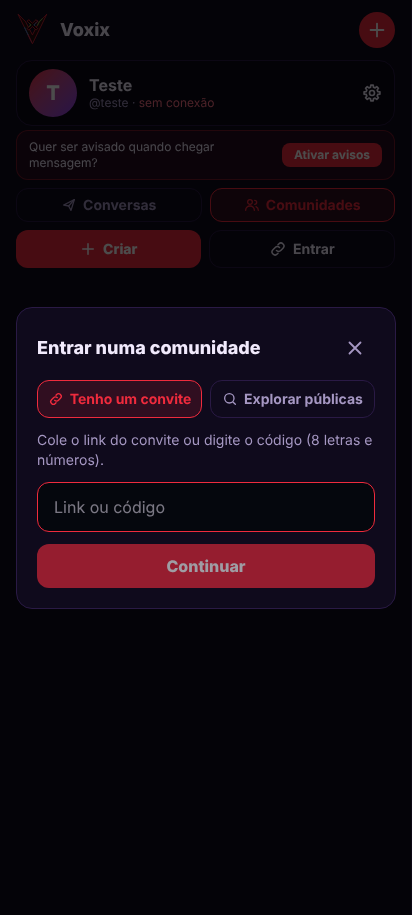 Voxix
T
Teste
@teste · sem conexão
Quer ser avisado quando chegar
mensagem?
Ativar avisos
Conversas
Comunidades
Criar
Entrar
Entrar numa comunidade
Tenho um convite
Explorar públicas
Cole o link do convite ou digite o código (8 letras e
números).
Link ou código
Continuar